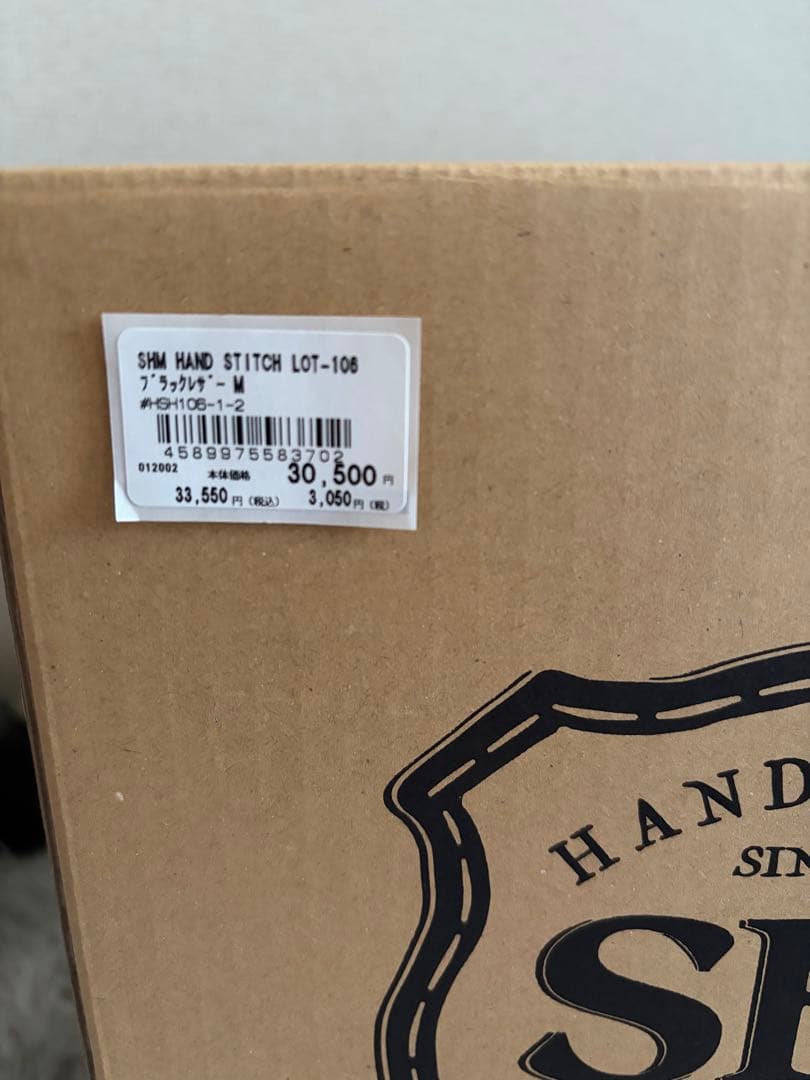 SHM HAND STITCH LOT-106
ﾌﾞﾗｯｸﾚｻﾞｰ M
#HSH106-1-2
4589975583702
012002 本体価格 30,500円
33,550円(税込) 3,050円(税)
HAND
SIN